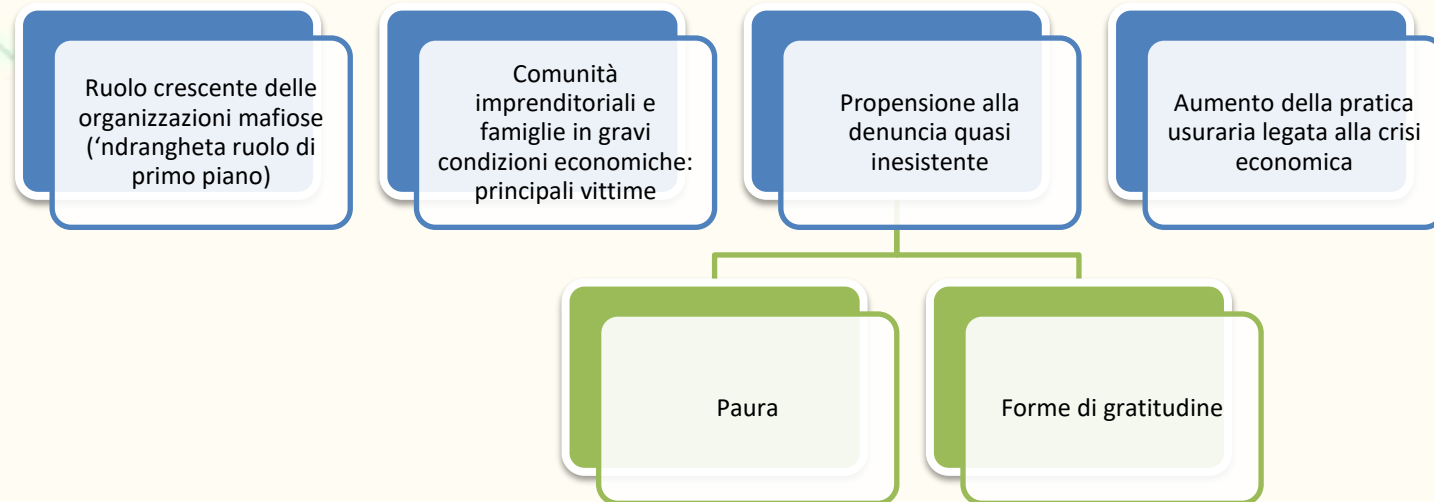 Ruolo crescente delle
organizzazioni mafiose
(‘ndrangheta ruolo di
primo piano)
Comunità
imprenditoriali e
famiglie in gravi
condizioni economiche:
principali vittime
Propensione alla
denuncia quasi
inesistente
Aumento della pratica
usuraria legata alla crisi
economica
Paura
Forme di gratitudine